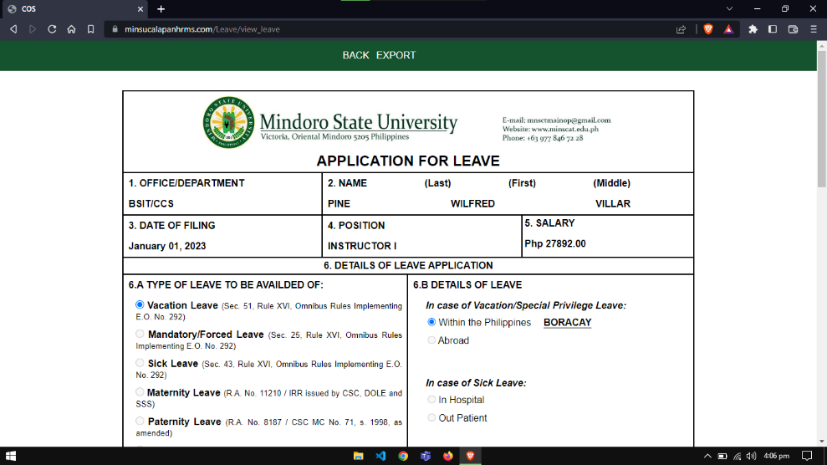 COS
minsucalapanhrms.com/Leave/view_leave
BACK EXPORT
Mindoro State University
Victoria, Oriental Mindoro 5205 Philippines
E-mail: mnsctmainop@gmail.com
Website: www.minscat.edu.ph
Phone: +63 977 846 72 28
APPLICATION FOR LEAVE
1. OFFICE/DEPARTMENT 2. NAME (Last) (First) (Middle)
BSIT/CCS PINE WILFRED VILLAR
3. DATE OF FILING 4. POSITION 5. SALARY
January 01, 2023 INSTRUCTOR I Php 27892.00
6. DETAILS OF LEAVE APPLICATION
6.A TYPE OF LEAVE TO BE AVAILDED OF:
Vacation Leave (Sec. 51, Rule XVI, Omnibus Rules Implementing
E.O. No. 292)
Mandatory/Forced Leave (Sec. 25, Rule XVI, Omnibus Rules
Implementing E.O. No. 292)
Sick Leave (Sec. 43, Rule XVI, Omnibus Rules Implementing E.O.
No. 292)
Maternity Leave (R.A. No. 11210 / IRR issued by CSC, DOLE and
SSS)
Paternity Leave (R.A. No. 8187 / CSC MC No. 71, s. 1998, as
amended)
6.B DETAILS OF LEAVE
In case of Vacation/Special Privilege Leave:
Within the Philippines BORACAY
Abroad
In case of Sick Leave:
In Hospital
Out Patient
4:06 pm